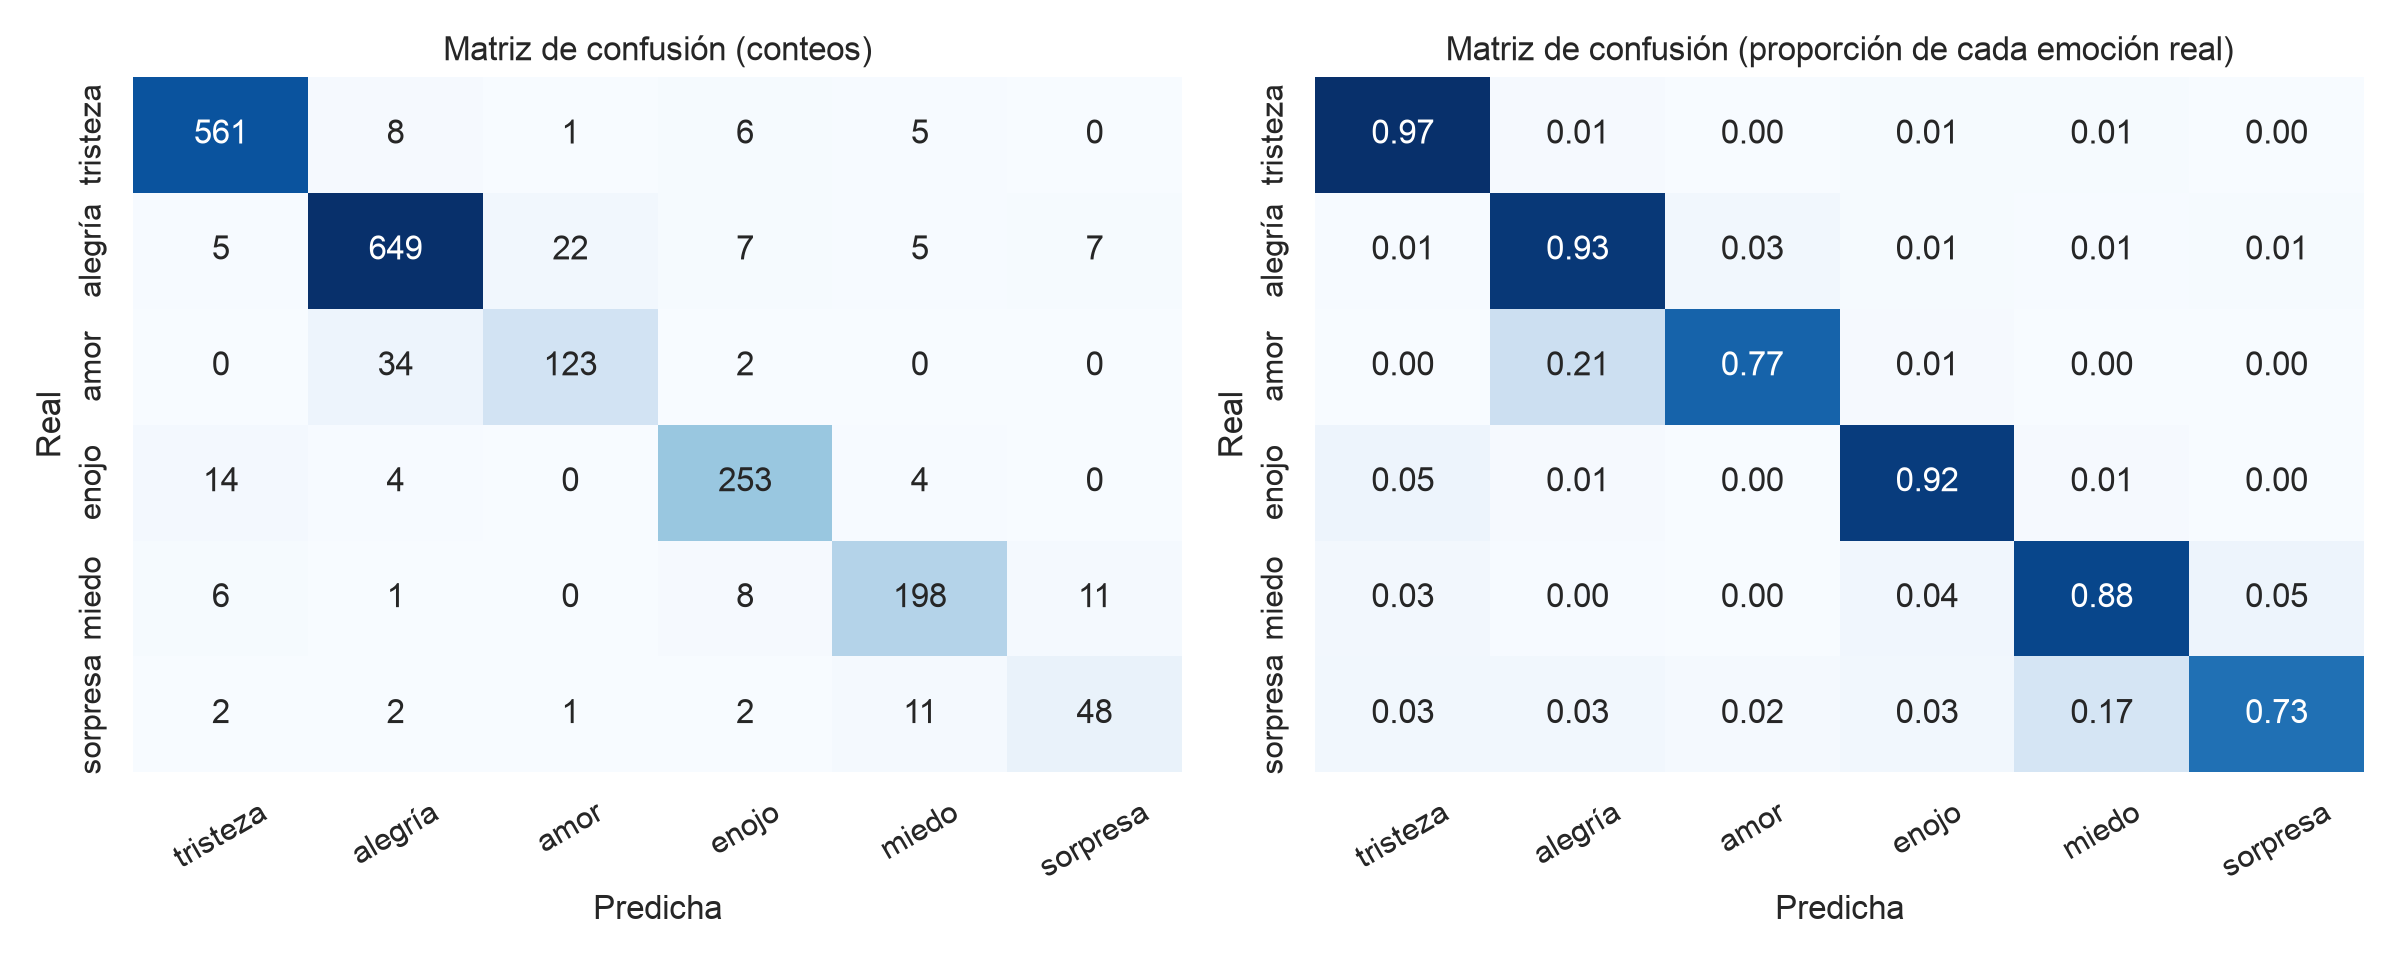 Matriz de confusión (conteos)
Real
tristeza 561 8 1 6 5 0
alegría 5 649 22 7 5 7
amor 0 34 123 2 0 0
enojo 14 4 0 253 4 0
miedo 6 1 0 8 198 11
sorpresa 2 2 1 2 11 48
tristeza alegría amor enojo miedo sorpresa
Predicha
Matriz de confusión (proporción de cada emoción real)
Real
tristeza 0.97 0.01 0.00 0.01 0.01 0.00
alegría 0.01 0.93 0.03 0.01 0.01 0.01
amor 0.00 0.21 0.77 0.01 0.00 0.00
enojo 0.05 0.01 0.00 0.92 0.01 0.00
miedo 0.03 0.00 0.00 0.04 0.88 0.05
sorpresa 0.03 0.03 0.02 0.03 0.17 0.73
tristeza alegría amor enojo miedo sorpresa
Predicha